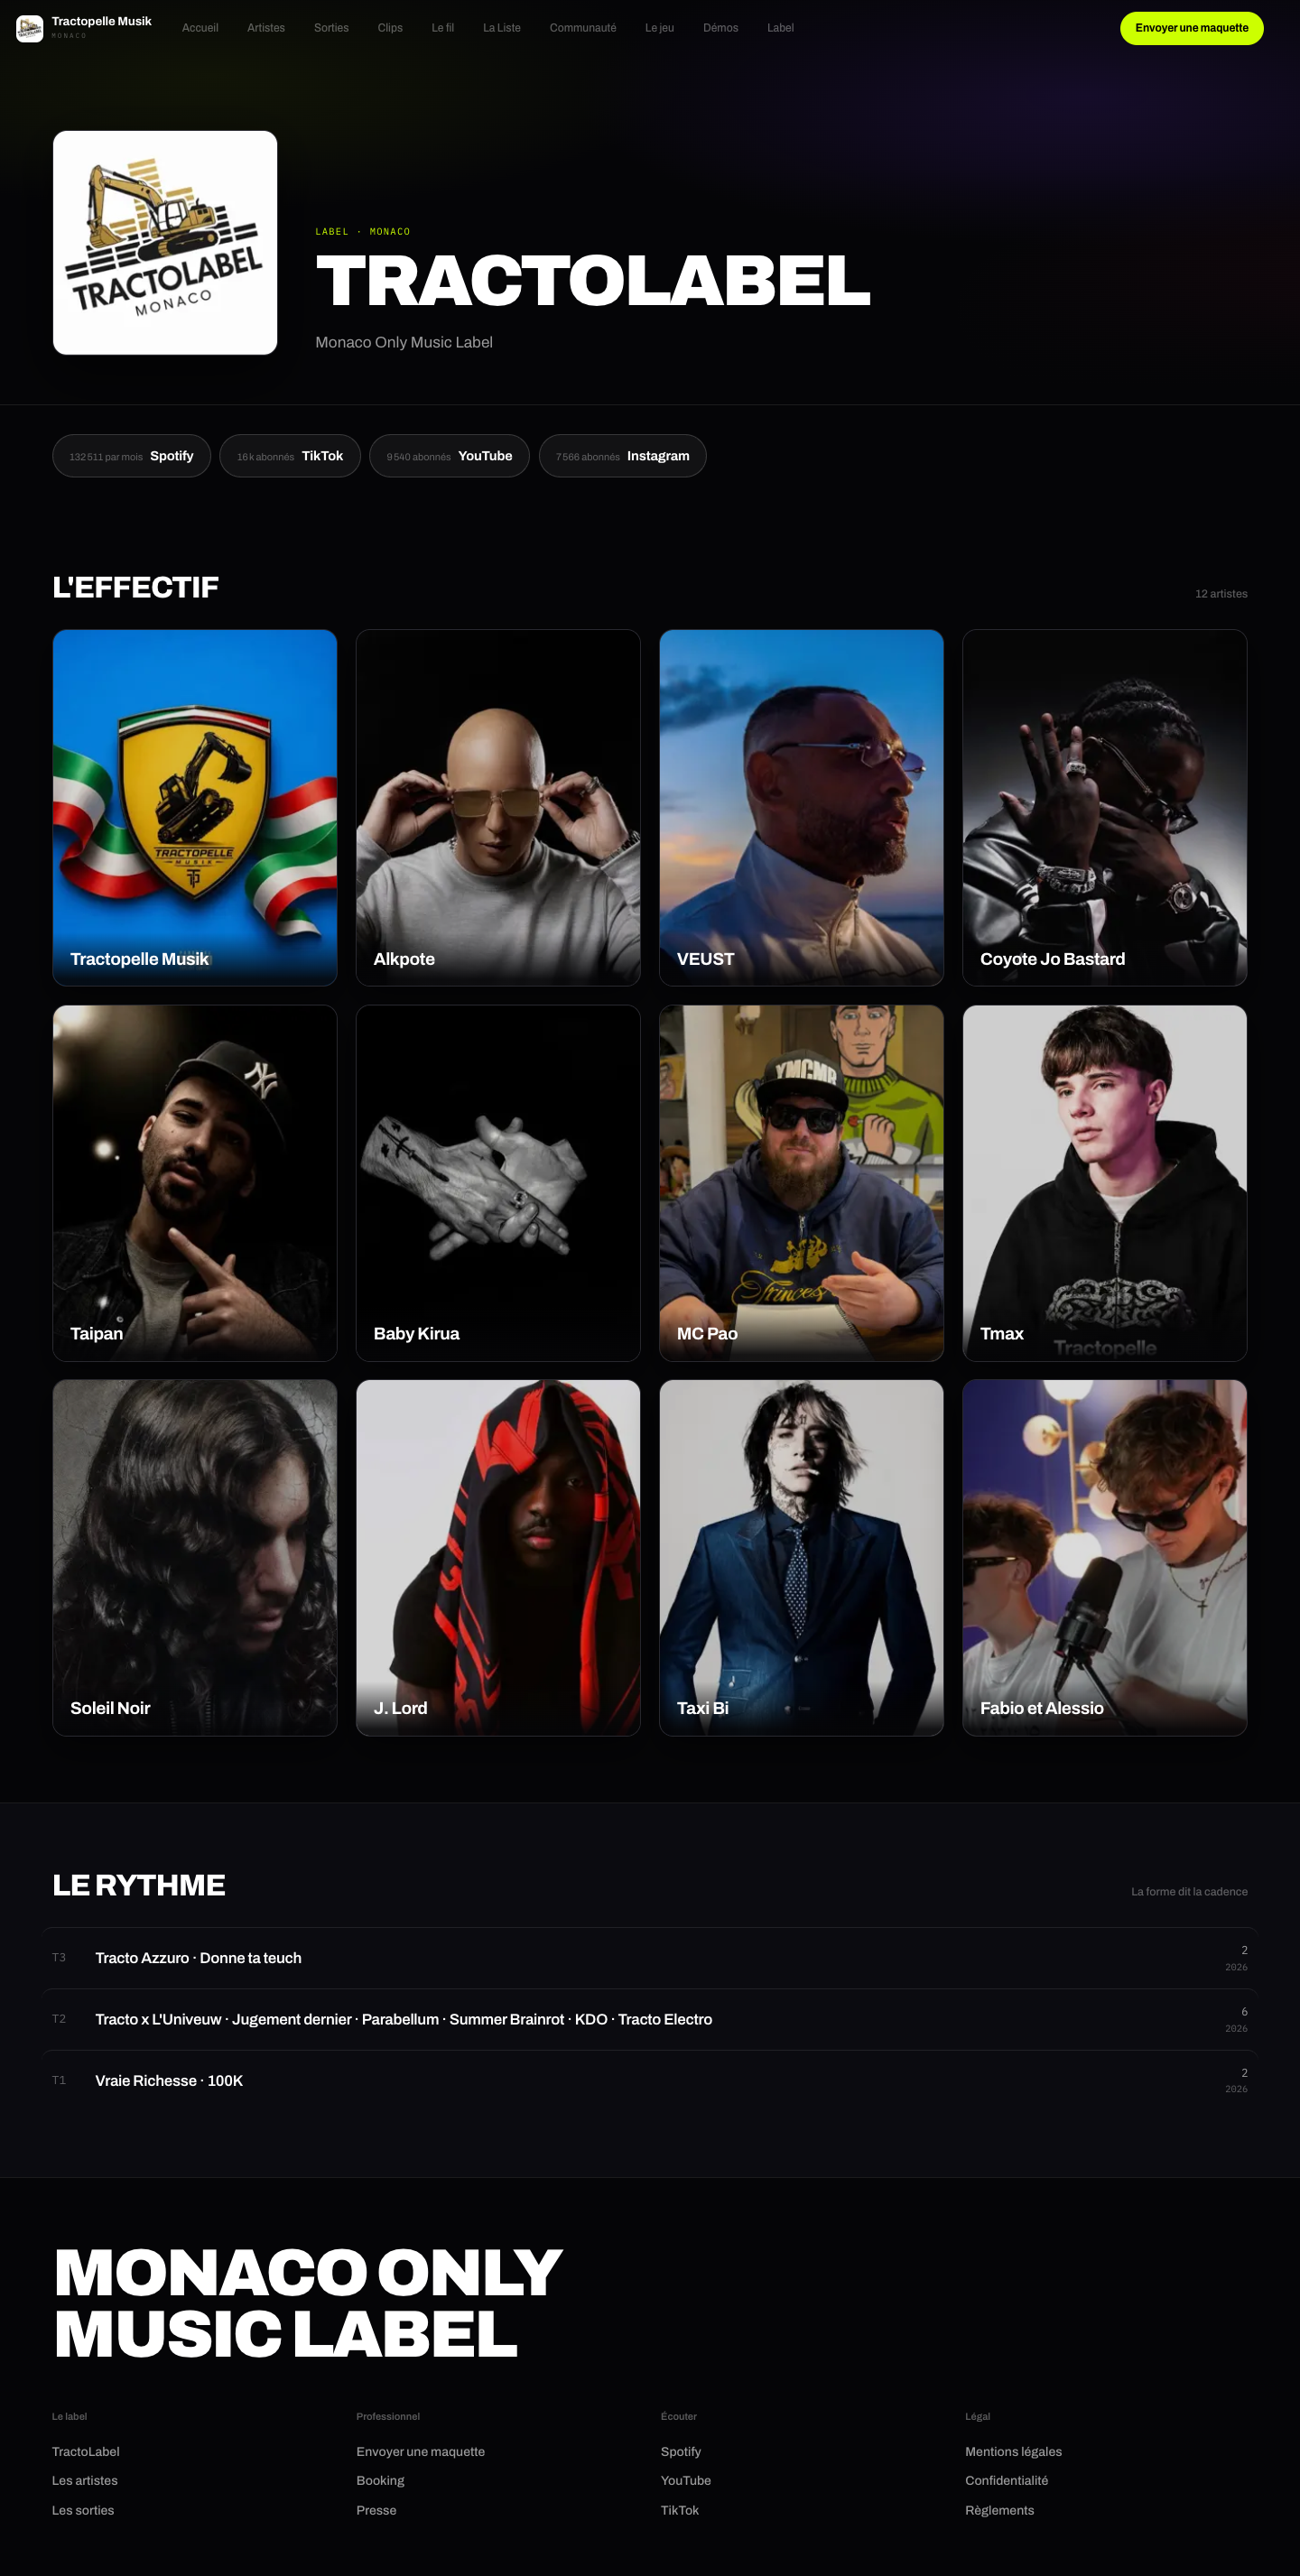 Tractopelle Musik
MONACO
Accueil
Artistes
Sorties
Clips
Le fil
La Liste
Communauté
Le jeu
Démos
Label
Envoyer une maquette
TRACTOLABEL
MONACO
LABEL · MONACO
TRACTOLABEL
Monaco Only Music Label
132 511 par mois Spotify
16 k abonnés TikTok
9 540 abonnés YouTube
7 566 abonnés Instagram
L'EFFECTIF
12 artistes
TRACTOPELLE
MUSIK
TP
Tractopelle Musik
Alkpote
VEUST
Coyote Jo Bastard
NY
YMCMB
Princess
Taipan
Baby Kirua
MC Pao
Tmax
Tractopelle
Soleil Noir
J. Lord
Taxi Bi
Fabio et Alessio
LE RYTHME
La forme dit la cadence
T3 Tracto Azzuro · Donne ta teuch 2
2026
T2 Tracto x L'Univeuw · Jugement dernier · Parabellum · Summer Brainrot · KDO · Tracto Electro 6
2026
T1 Vraie Richesse · 100K 2
2026
MONACO ONLY
MUSIC LABEL
Le label
TractoLabel
Les artistes
Les sorties
Professionnel
Envoyer une maquette
Booking
Presse
Écouter
Spotify
YouTube
TikTok
Légal
Mentions légales
Confidentialité
Règlements